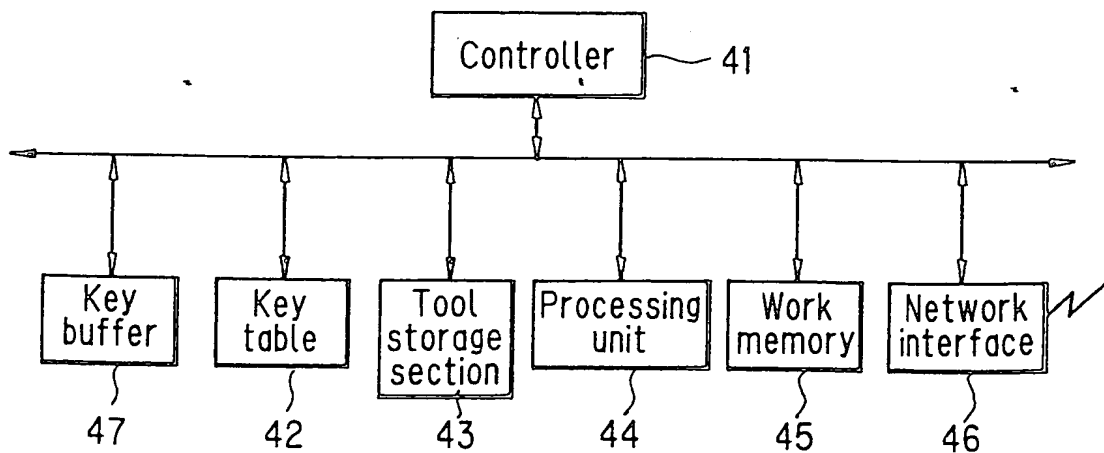 Controller
41
Key
buffer
Key
table
Tool
storage
section
Processing
unit
Work
memory
Network
interface
47
42
43
44
45
46